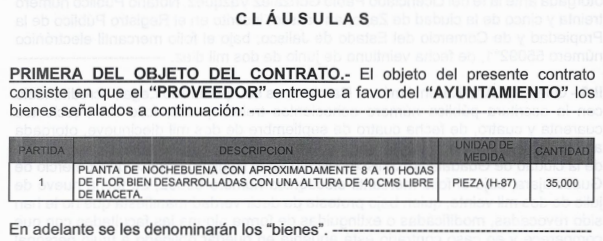 C L Á U S U L A S
PRIMERA DEL OBJETO DEL CONTRATO.- El objeto del presente contrato
consiste en que el "PROVEEDOR" entregue a favor del "AYUNTAMIENTO" los
bienes señalados a continuación: ------------------------------------------------
PARTIDA DESCRIPCION UNIDAD DE MEDIDA CANTIDAD
1 PLANTA DE NOCHEBUENA CON APROXIMADAMENTE 8 A 10 HOJAS
DE FLOR BIEN DESARROLLADAS CON UNA ALTURA DE 40 CMS LIBRE
DE MACETA. PIEZA (H-87) 35,000
En adelante se les denominarán los "bienes". ------------------------------------